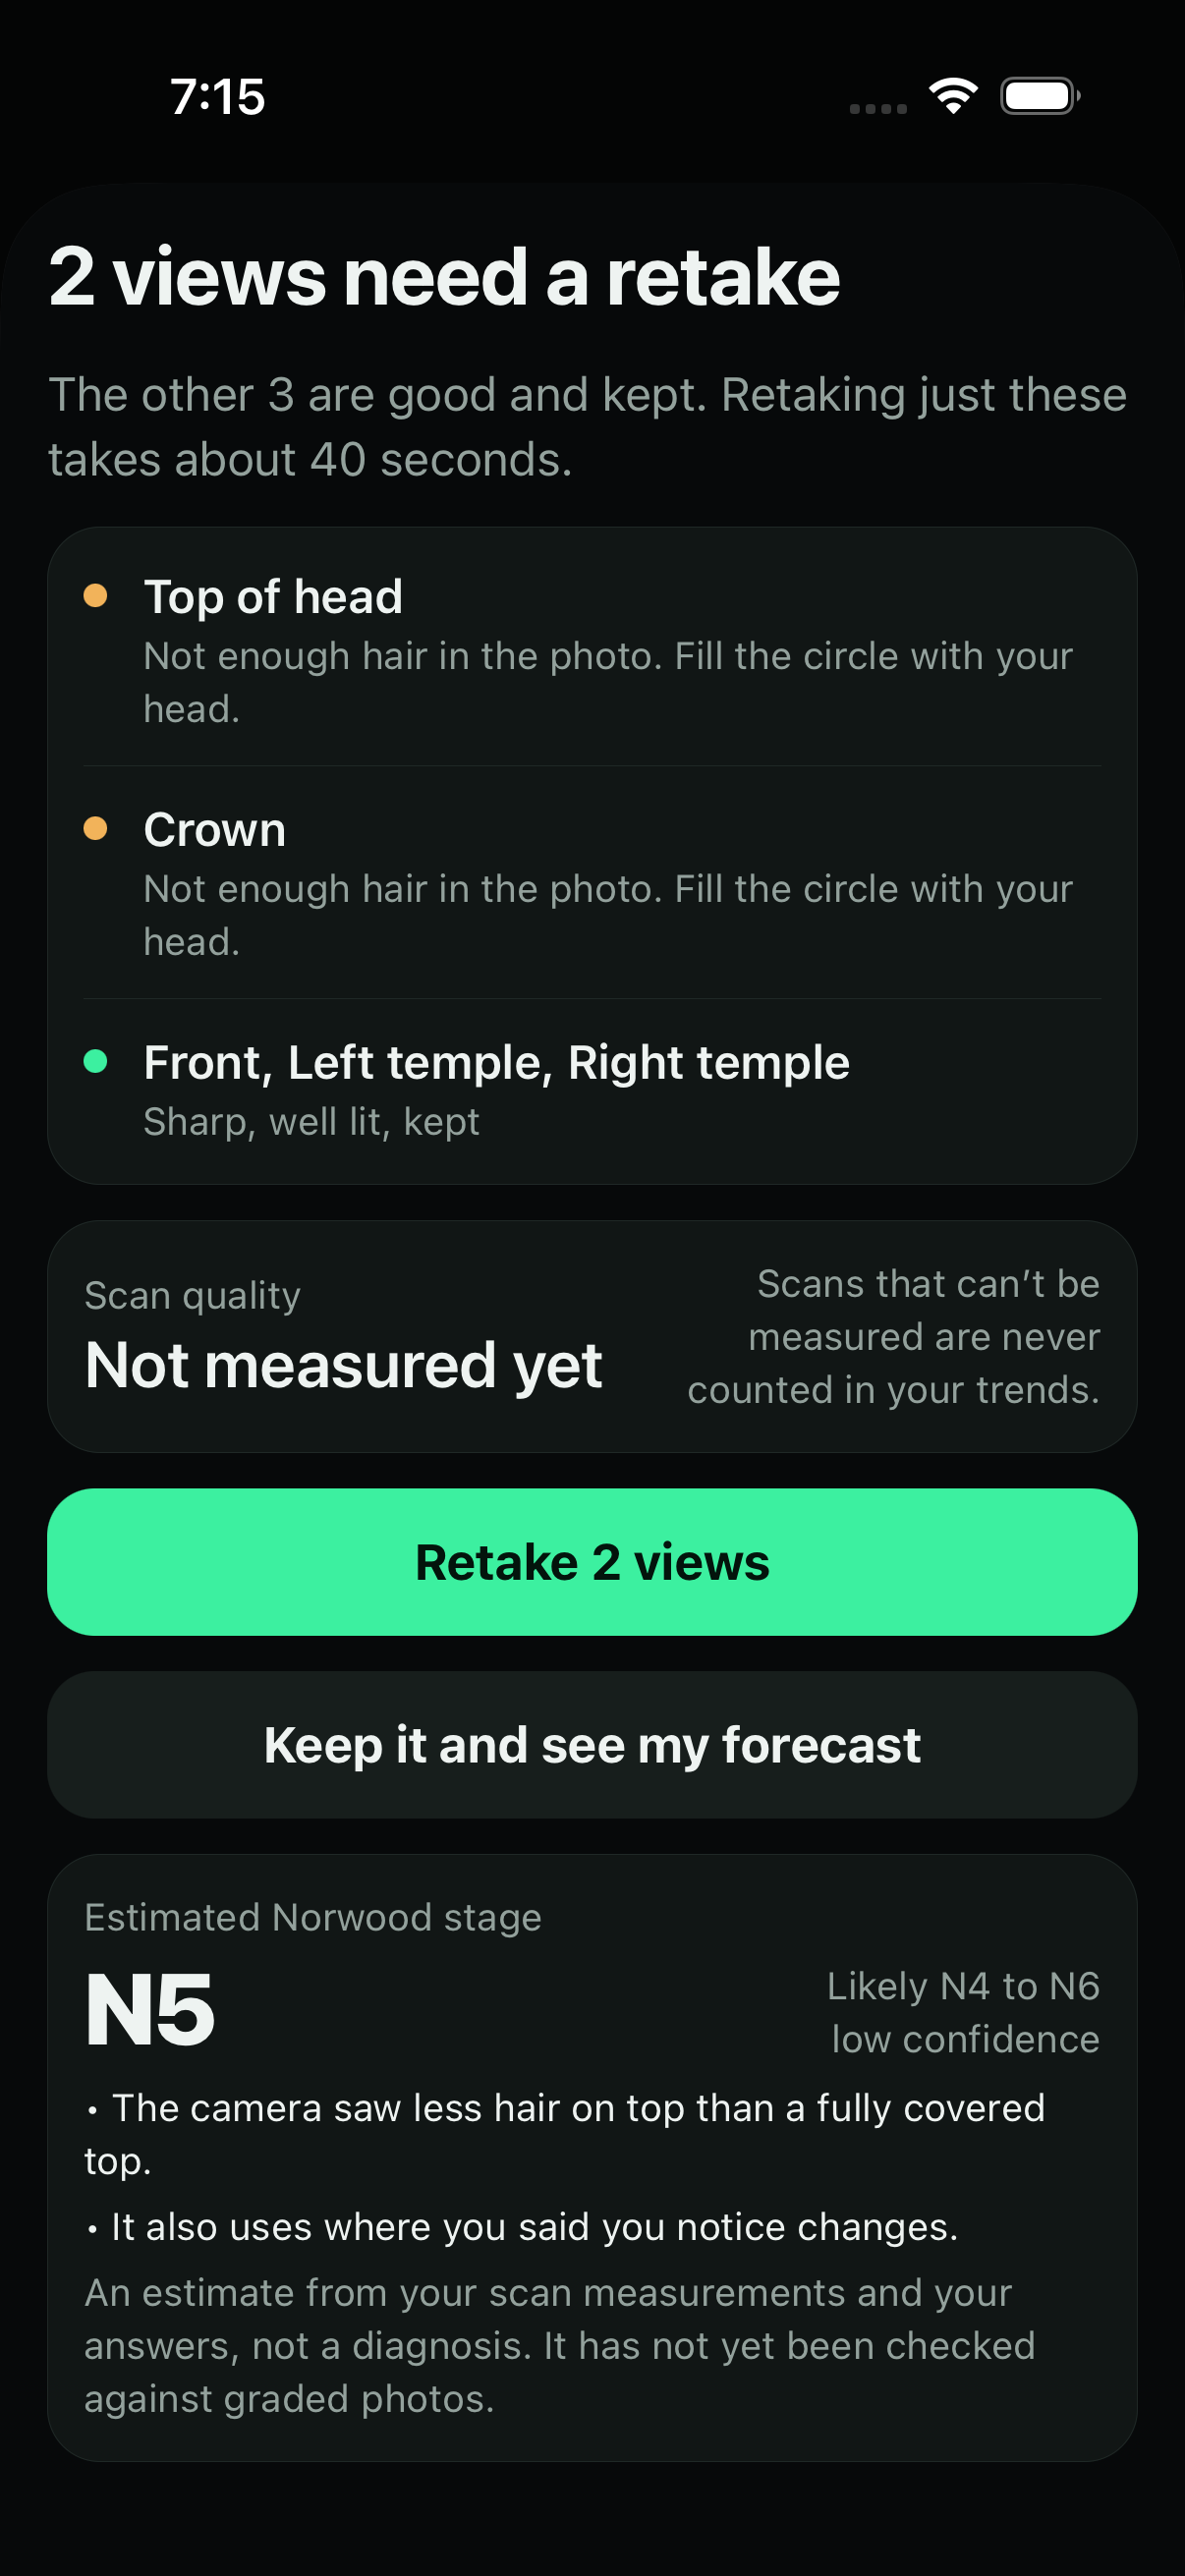 7:15
2 views need a retake
The other 3 are good and kept. Retaking just these
takes about 40 seconds.
Top of head
Not enough hair in the photo. Fill the circle with your
head.
Crown
Not enough hair in the photo. Fill the circle with your
head.
Front, Left temple, Right temple
Sharp, well lit, kept
Scan quality
Not measured yet
Scans that can’t be
measured are never
counted in your trends.
Retake 2 views
Keep it and see my forecast
Estimated Norwood stage
N5
Likely N4 to N6
low confidence
• The camera saw less hair on top than a fully covered
top.
• It also uses where you said you notice changes.
An estimate from your scan measurements and your
answers, not a diagnosis. It has not yet been checked
against graded photos.